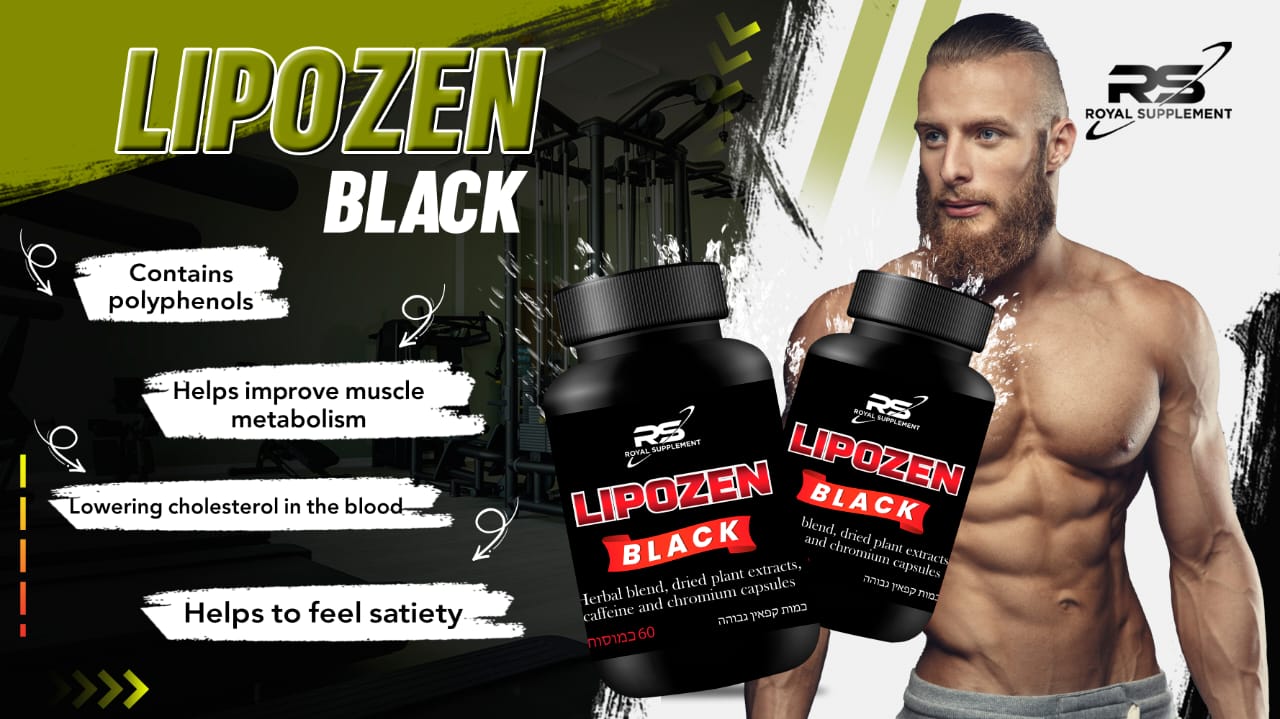 LIPOZEN
BLACK
RS
ROYAL SUPPLEMENT
Contains
polyphenols
Helps improve muscle
metabolism
Lowering cholesterol in the blood
Helps to feel satiety
RS
ROYAL SUPPLEMENT
LIPOZEN
BLACK
Herbal blend, dried plant extracts,
caffeine and chromium capsules
כמות קפאין גבוהה
60 כמוסות
RS
ROYAL SUPPLEMENT
LIPOZEN
BLACK
blend, dried plant extracts
and chromium capsules
כמות קפאין גבוהה